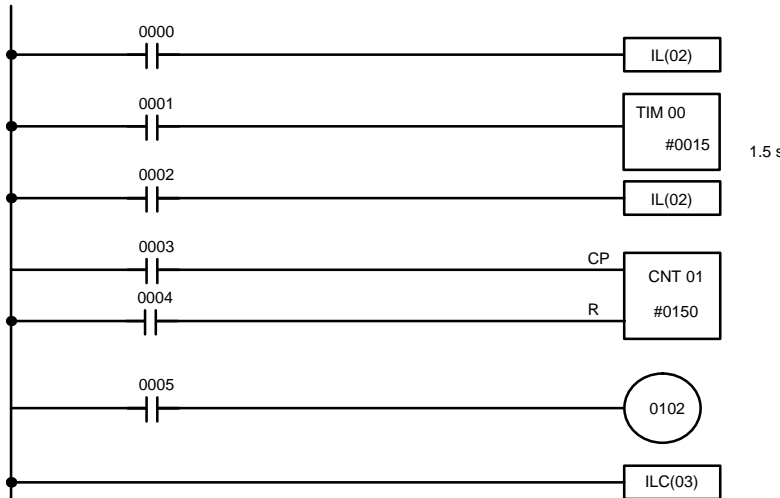 0000
IL(02)
0001
TIM 00
#0015
1.5 s
0002
IL(02)
0003
CP
CNT 01
0004
R
#0150
0005
0102
ILC(03)